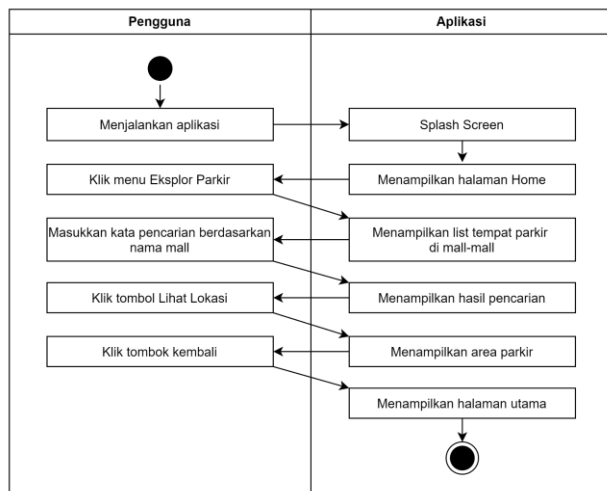 Pengguna
Aplikasi
Menjalankan aplikasi
Splash Screen
Klik menu Eksplor Parkir
Menampilkan halaman Home
Masukkan kata pencarian berdasarkan
nama mall
Menampilkan list tempat parkir
di mall-mall
Klik tombol Lihat Lokasi
Menampilkan hasil pencarian
Klik tombok kembali
Menampilkan area parkir
Menampilkan halaman utama